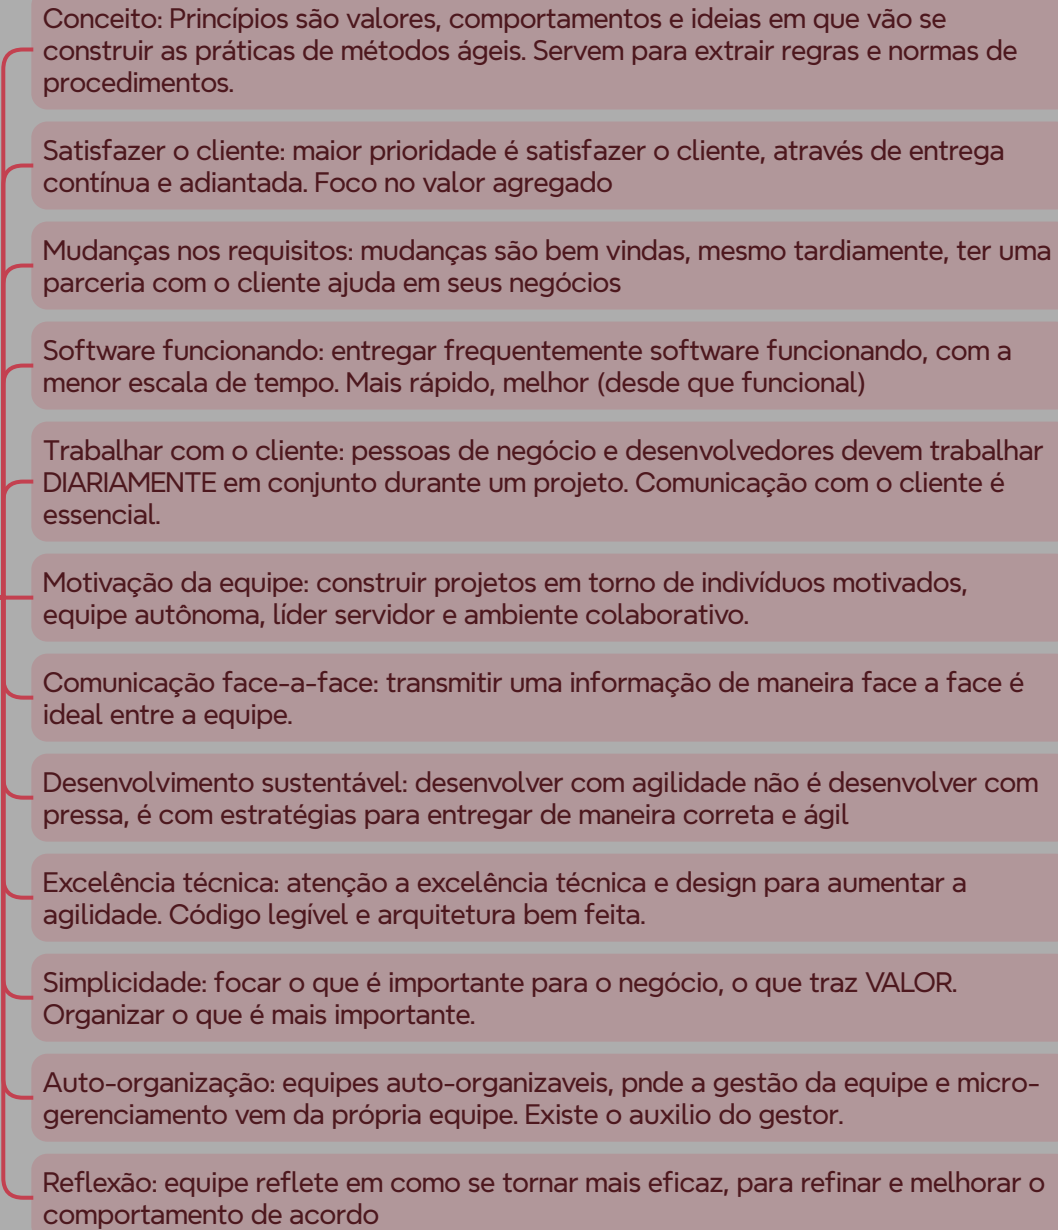 Conceito: Princípios são valores, comportamentos e ideias em que vão se
construir as práticas de métodos ágeis. Servem para extrair regras e normas de
procedimentos.
Satisfazer o cliente: maior prioridade é satisfazer o cliente, através de entrega
contínua e adiantada. Foco no valor agregado
Mudanças nos requisitos: mudanças são bem vindas, mesmo tardiamente, ter uma
parceria com o cliente ajuda em seus negócios
Software funcionando: entregar frequentemente software funcionando, com a
menor escala de tempo. Mais rápido, melhor (desde que funcional)
Trabalhar com o cliente: pessoas de negócio e desenvolvedores devem trabalhar
DIARIAMENTE em conjunto durante um projeto. Comunicação com o cliente é
essencial.
Motivação da equipe: construir projetos em torno de indivíduos motivados,
equipe autônoma, líder servidor e ambiente colaborativo.
Comunicação face-a-face: transmitir uma informação de maneira face a face é
ideal entre a equipe.
Desenvolvimento sustentável: desenvolver com agilidade não é desenvolver com
pressa, é com estratégias para entregar de maneira correta e ágil
Excelência técnica: atenção a excelência técnica e design para aumentar a
agilidade. Código legível e arquitetura bem feita.
Simplicidade: focar o que é importante para o negócio, o que traz VALOR.
Organizar o que é mais importante.
Auto-organização: equipes auto-organizaveis, pnde a gestão da equipe e micro-
gerenciamento vem da própria equipe. Existe o auxilio do gestor.
Reflexão: equipe reflete em como se tornar mais eficaz, para refinar e melhorar o
comportamento de acordo